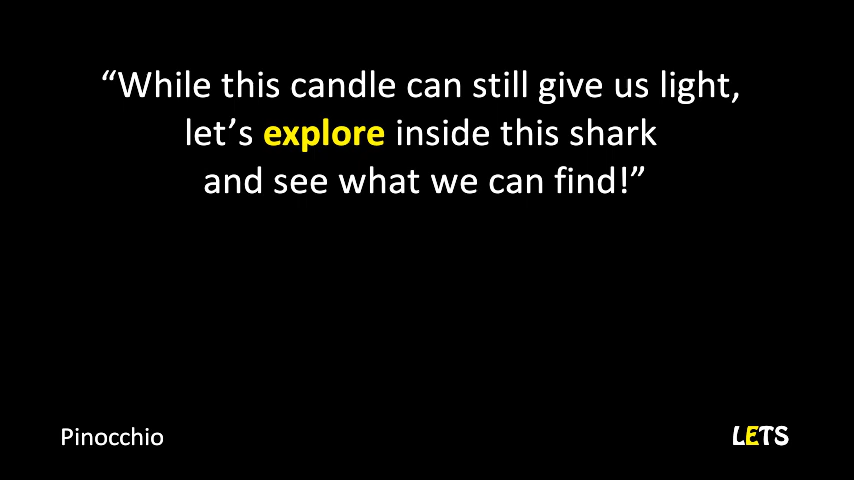 “While this candle can still give us light,
let’s explore inside this shark
and see what we can find!”
Pinocchio
LETS